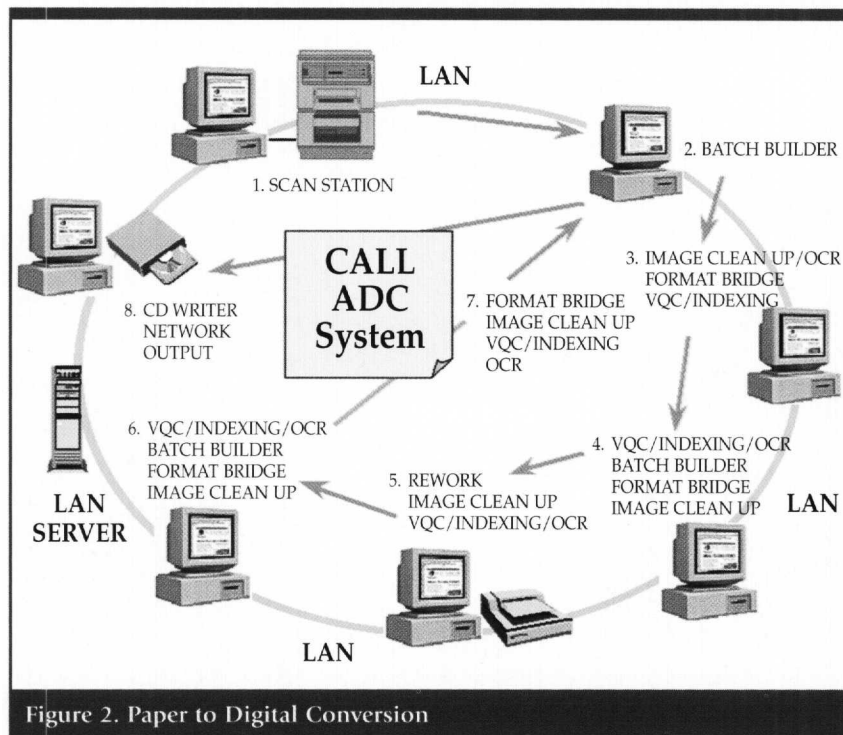 LAN
1. SCAN STATION
2. BATCH BUILDER
3. IMAGE CLEAN UP/OCR
FORMAT BRIDGE
VQC/INDEXING
CALL
ADC
System
7. FORMAT BRIDGE
IMAGE CLEAN UP
VQC/INDEXING
OCR
8. CD WRITER
NETWORK
OUTPUT
6. VQC/INDEXING/OCR
BATCH BUILDER
FORMAT BRIDGE
IMAGE CLEAN UP
5. REWORK
IMAGE CLEAN UP
VQC/INDEXING/OCR
4. VQC/INDEXING/OCR
BATCH BUILDER
FORMAT BRIDGE
IMAGE CLEAN UP
LAN
LAN
SERVER
LAN
Figure 2. Paper to Digital Conversion